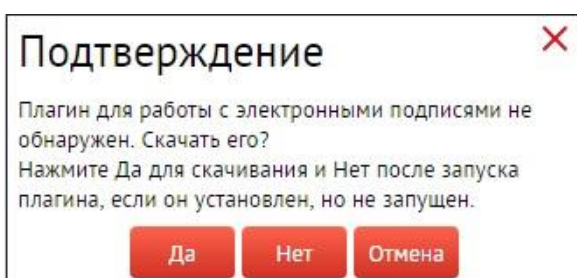 Подтверждение
Плагин для работы с электронными подписями не
обнаружен. Скачать его?
Нажмите Да для скачивания и Нет после запуска
плагина, если он установлен, но не запущен.
Да Нет Отмена